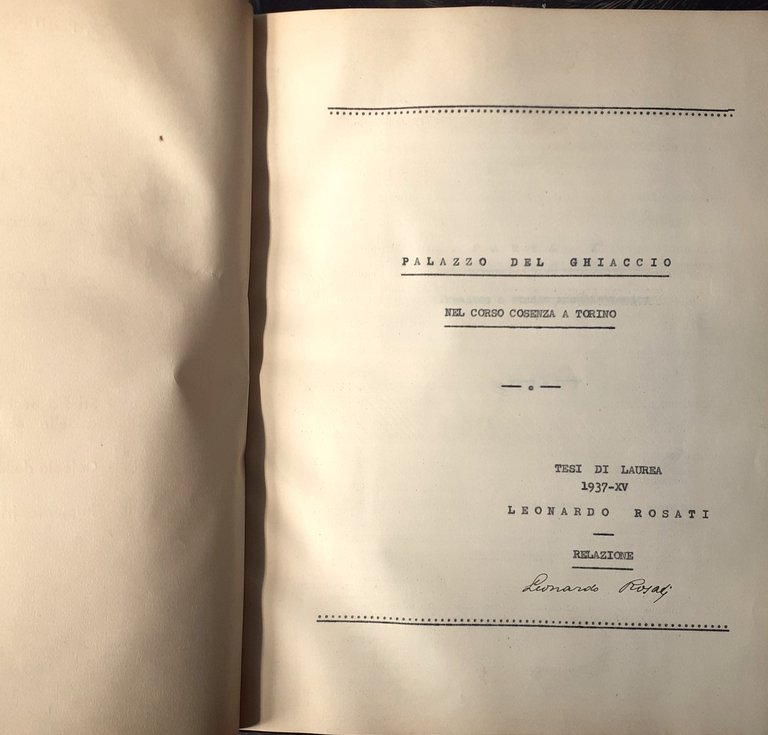 PALAZZO DEL GHIACCIO
NEL CORSO COSENZA A TORINO
TESI DI LAUREA
1937-XV
LEONARDO ROSATI
RELAZIONE
Leonardo Rosati